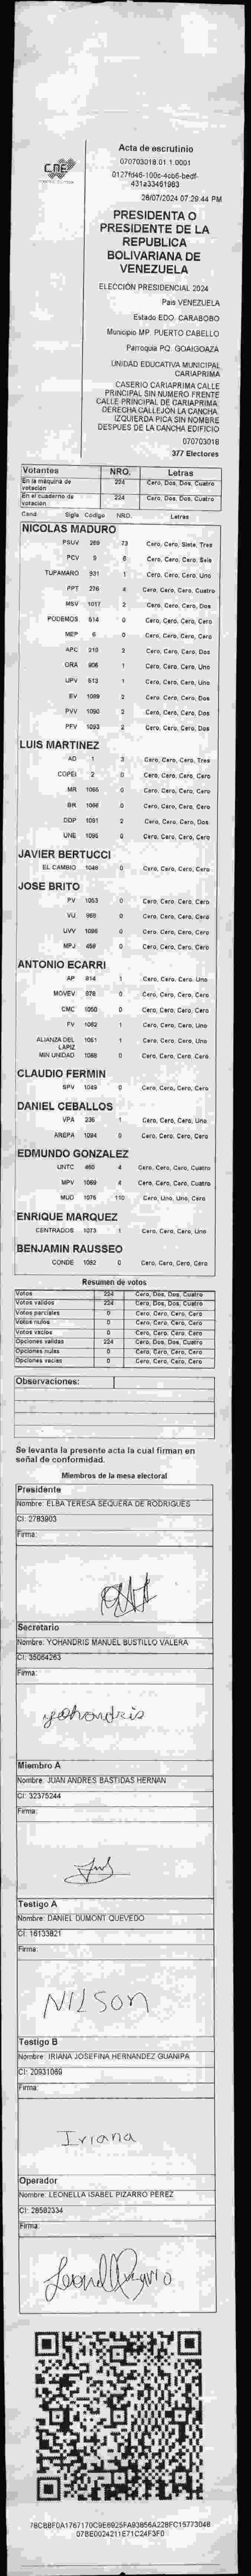 CNE
Acta de escrutinio
070703018.01.1.0001
26/07/2024 07:29:44 PM
PRESIDENTA O
PRESIDENTE DE LA
REPUBLICA
BOLIVARIANA DE
VENEZUELA
ELECCIÓN PRESIDENCIAL 2024
País VENEZUELA
Estado EDO. CARABOBO
Municipio MP. PUERTO CABELLO
Parroquia PQ. GOAIGOAZA
UNIDAD EDUCATIVA MUNICIPAL
CARIAPRIMA
CASERIO CARIAPRIMA CALLE
PRINCIPAL SIN NUMERO FRENTE
CALLE PRINCIPAL DE CARIAPRIMA.
DERECHA CALLEJÓN LA CANCHA.
IZQUIERDA PICA SIN NOMBRE
DESPUES DE LA CANCHA EDIFICIO
070703018
377 Electores
Votantes NRO. Letras
En la máquina de votación 224 Cero, Dos, Dos, Cuatro
En el cuaderno de votación 224 Cero, Dos, Dos, Cuatro
Cand Sigla Código NRO. Letras
NICOLAS MADURO
PSUV 73 Cero, Cero, Siete, Tres
PCV 6 Cero, Cero, Cero, Seis
TUPAMARO 931 1 Cero, Cero, Cero, Uno
PPT 276 4 Cero, Cero, Cero, Cuatro
MSV 1017 2 Cero, Cero, Cero, Dos
PODEMOS 514 0 Cero, Cero, Cero, Cero
MEP 6 0 Cero, Cero, Cero, Cero
APC 310 2 Cero, Cero, Cero, Dos
ORA 906 1 Cero, Cero, Cero, Uno
UPV 613 1 Cero, Cero, Cero, Uno
EV 1089 2 Cero, Cero, Cero, Dos
PVV 1090 2 Cero, Cero, Cero, Dos
PFV 1093 2 Cero, Cero, Cero, Dos
LUIS MARTINEZ
AD 1 3 Cero, Cero, Cero, Tres
COPEI 2 0 Cero, Cero, Cero, Cero
MR 1065 0 Cero, Cero, Cero, Cero
BR 1066 0 Cero, Cero, Cero, Cero
DDP 1091 2 Cero, Cero, Cero, Dos
UNE 1095 0 Cero, Cero, Cero, Cero
JAVIER BERTUCCI
EL CAMBIO 1046 0 Cero, Cero, Cero, Cero
JOSE BRITO
PV 1053 0 Cero, Cero, Cero, Cero
VU 969 0 Cero, Cero, Cero, Cero
UVV 1096 0 Cero, Cero, Cero, Cero
MPJ 458 0 Cero, Cero, Cero, Cero
ANTONIO ECARRI
AP 914 1 Cero, Cero, Cero, Uno
MOVEV 978 0 Cero, Cero, Cero, Cero
CMC 1050 0 Cero, Cero, Cero, Cero
FV 1062 1 Cero, Cero, Cero, Uno
ALIANZA DEL LAPIZ 1061 1 Cero, Cero, Cero, Uno
MIN UNIDAD 1088 0 Cero, Cero, Cero, Cero
CLAUDIO FERMIN
SPV 1049 0 Cero, Cero, Cero, Cero
DANIEL CEBALLOS
VPA 236 1 Cero, Cero, Cero, Uno
AREPA 1094 0 Cero, Cero, Cero, Cero
EDMUNDO GONZALEZ
UNTC 460 4 Cero, Cero, Cero, Cuatro
MPV 1069 4 Cero, Cero, Cero, Cuatro
MUD 1076 110 Cero, Uno, Uno, Cero
ENRIQUE MARQUEZ
CENTRADOS 1073 1 Cero, Cero, Cero, Uno
BENJAMIN RAUSSEO
CONDE 1082 0 Cero, Cero, Cero, Cero
Resumen de votos
Votos 224 Cero, Dos, Dos, Cuatro
Votos validos 224 Cero, Dos, Dos, Cuatro
Votos parciales 0 Cero, Cero, Cero, Cero
Votos nulos 0 Cero, Cero, Cero, Cero
Votos vacios 0 Cero, Cero, Cero, Cero
Opciones validas 224 Cero, Dos, Dos, Cuatro
Opciones nulas 0 Cero, Cero, Cero, Cero
Opciones vacias 0 Cero, Cero, Cero, Cero
Observaciones:
Se levanta la presente acta la cual firman en
señal de conformidad.
Miembros de la mesa electoral
Presidente
Nombre: ELBA TERESA SEQUERA DE RODRIGUES
CI: 2783903
Firma:
Secretario
Nombre: YOHANDRIS MANUEL BUSTILLO VALERA
CI: 35064263
Firma:
yohandris
Miembro A
Nombre: JUAN ANDRES BASTIDAS HERNAN
CI: 32375244
Firma:
Testigo A
Nombre: DANIEL DUMONT QUEVEDO
CI: 16133821
Firma:
NILSON
Testigo B
Nombre: IRIANA JOSEFINA HERNANDEZ GUANIPA
CI: 20931069
Firma:
Iriana
Operador
Nombre: LEONELLA ISABEL PIZARRO PEREZ
CI: 28582334
Firma: